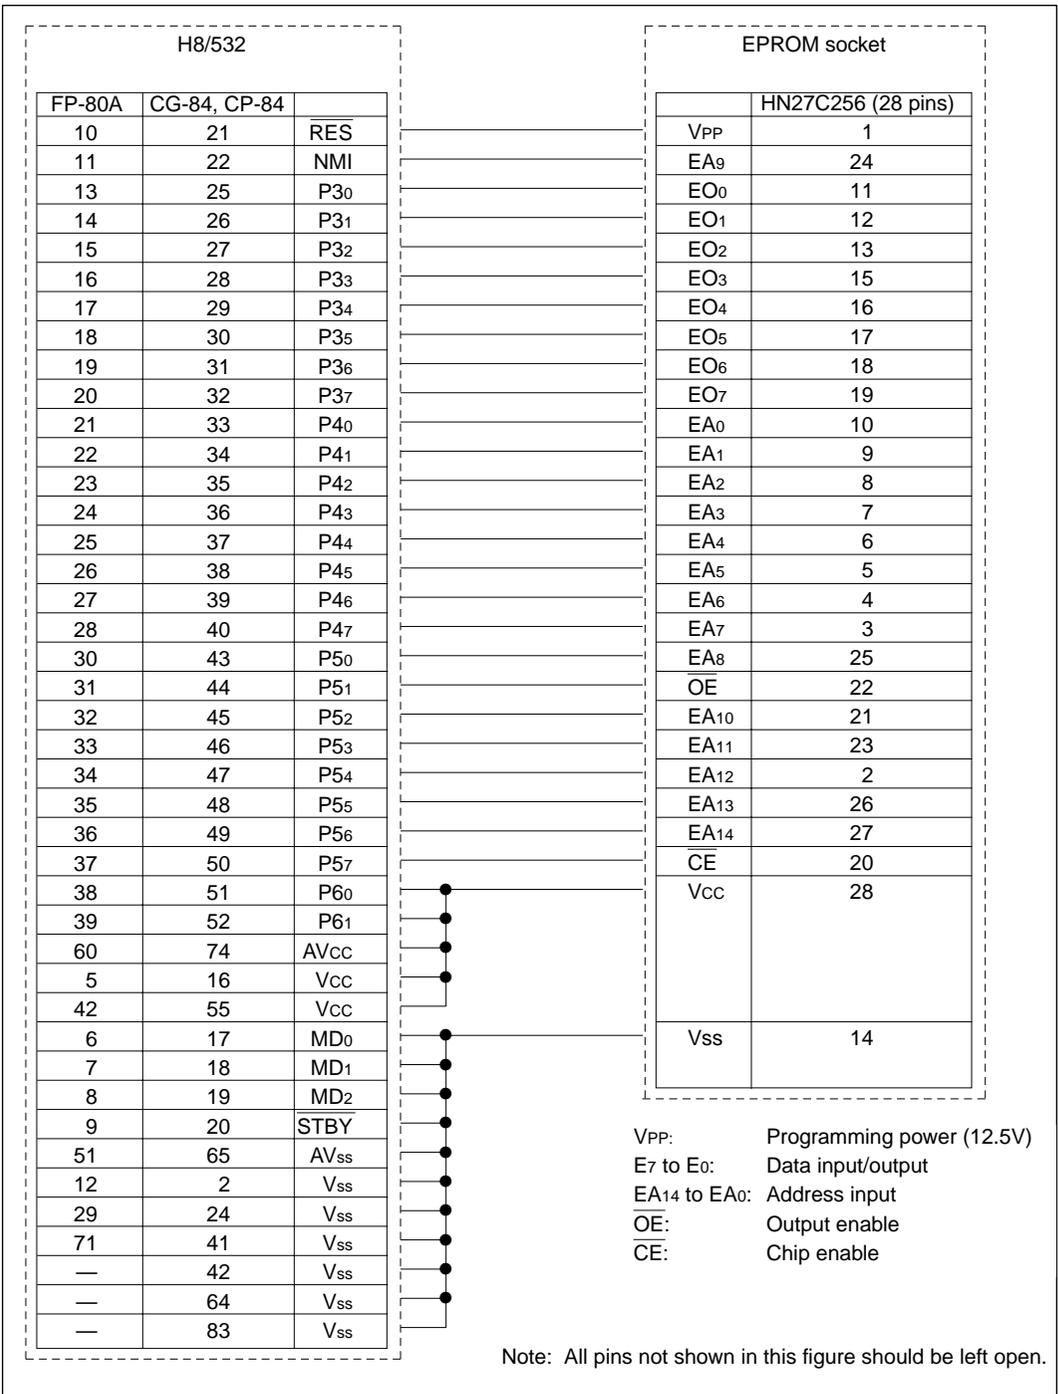 H8/532 EPROM socket
FP-80A CG-84, CP-84 HN27C256 (28 pins)
10 21 RES VPP 1
11 22 NMI EA9 24
13 25 P30 EO0 11
14 26 P31 EO1 12
15 27 P32 EO2 13
16 28 P33 EO3 15
17 29 P34 EO4 16
18 30 P35 EO5 17
19 31 P36 EO6 18
20 32 P37 EO7 19
21 33 P40 EA0 10
22 34 P41 EA1 9
23 35 P42 EA2 8
24 36 P43 EA3 7
25 37 P44 EA4 6
26 38 P45 EA5 5
27 39 P46 EA6 4
28 40 P47 EA7 3
30 43 P50 EA8 25
31 44 P51 OE 22
32 45 P52 EA10 21
33 46 P53 EA11 23
34 47 P54 EA12 2
35 48 P55 EA13 26
36 49 P56 EA14 27
37 50 P57 CE 20
38 51 P60 VCC 28
39 52 P61
60 74 AVCC
5 16 VCC
42 55 VCC
6 17 MD0 Vss 14
7 18 MD1
8 19 MD2
9 20 STBY
51 65 AVss
12 2 Vss
29 24 Vss
71 41 Vss
— 42 Vss
— 64 Vss
— 83 Vss
VPP: Programming power (12.5V)
E7 to E0: Data input/output
EA14 to EA0: Address input
OE: Output enable
CE: Chip enable
Note: All pins not shown in this figure should be left open.